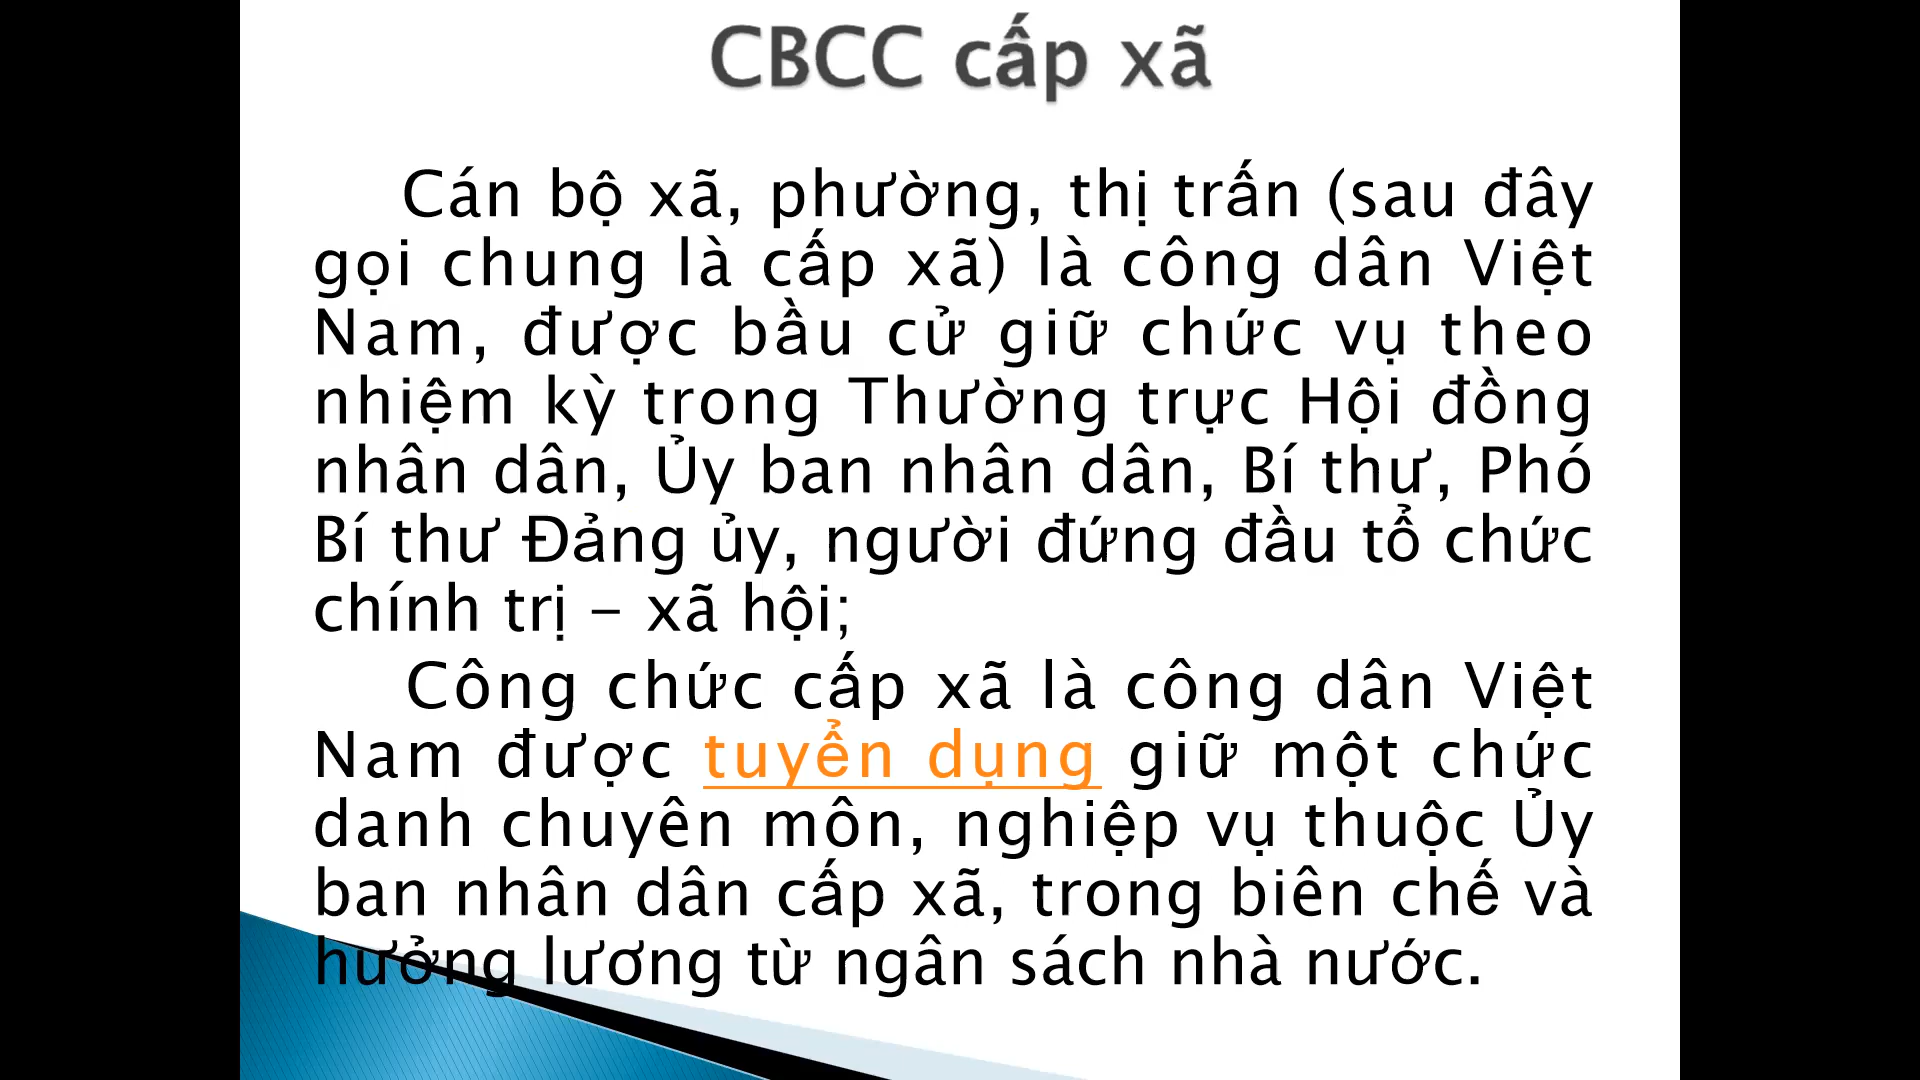 CBCC cấp xã
Cán bộ xã, phường, thị trấn (sau đây
gọi chung là cấp xã) là công dân Việt
Nam, được bầu cử giữ chức vụ theo
nhiệm kỳ trong Thường trực Hội đồng
nhân dân, Ủy ban nhân dân, Bí thư, Phó
Bí thư Đảng ủy, người đứng đầu tổ chức
chính trị - xã hội;
Công chức cấp xã là công dân Việt
Nam được tuyển dụng giữ một chức
danh chuyên môn, nghiệp vụ thuộc Ủy
ban nhân dân cấp xã, trong biên chế và
hưởng lương từ ngân sách nhà nước.